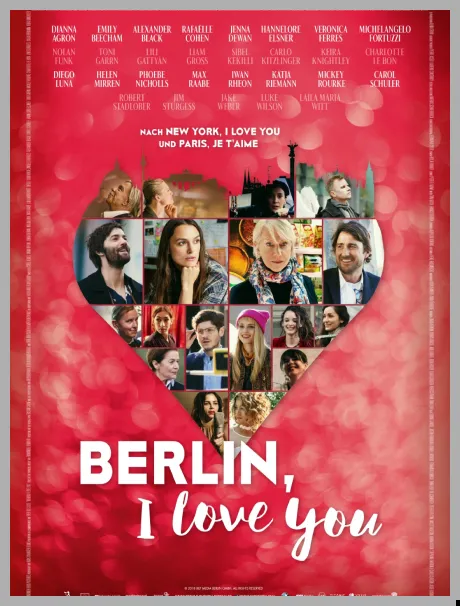 DIANNA EMILY ALEXANDER RAFAËLLE JENNA HANNELORE VERONICA MICHELANGELO
AGRON BEECHAM BLACK COHEN DEWAN ELSNER FERRES FORTUZZI
NOLAN TONI LILI LIAM SIBEL CARLO KEIRA CHARLOTTE
FUNK GARRN GATTYAN GROSS KEKILLI KITZLINGER KNIGHTLEY LE BON
DIEGO HELEN PHOEBE MAX IWAN KATJA MICKEY CAROL
LUNA MIRREN NICHOLLS RAABE RHEON RIEMANN ROURKE SCHULER
ROBERT JIM JAKE LUKE LAILA MARIA
STADLOBER STURGESS WEBER WILSON WITT
NACH NEW YORK, I LOVE YOU
UND PARIS, JE T'AIME
BERLIN,
I love you